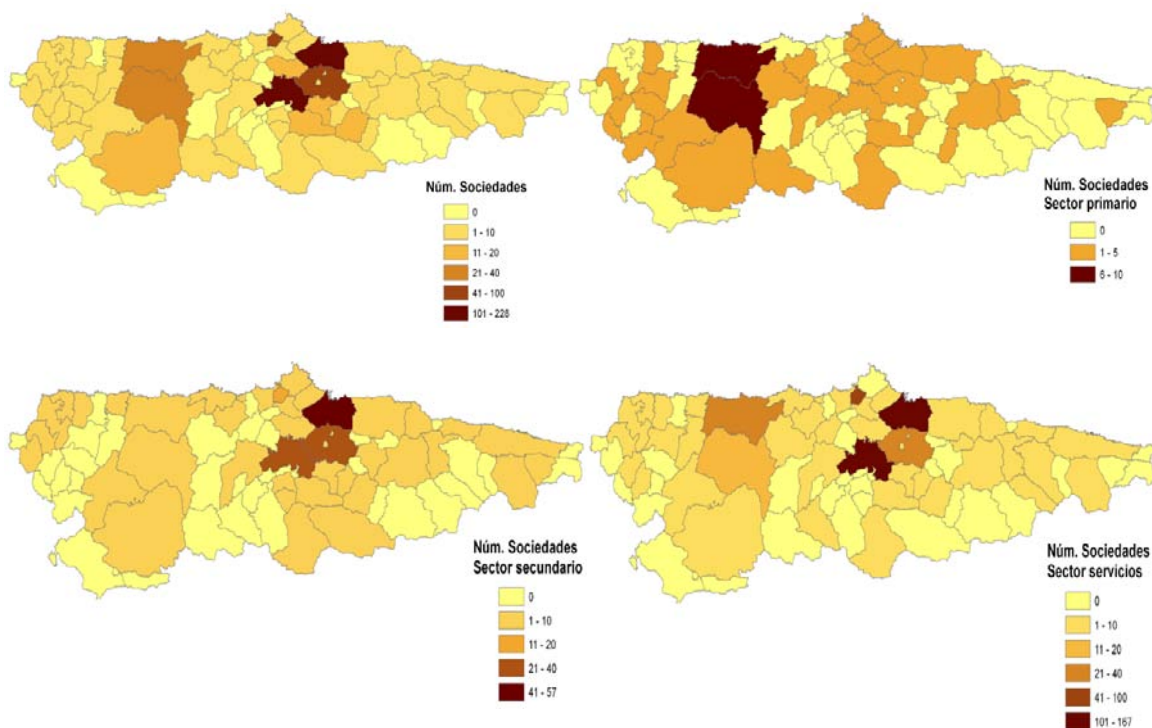 Núm. Sociedades
0
1 - 10
11 - 20
21 - 40
41 - 100
101 - 228
Núm. Sociedades
Sector primario
0
1 - 5
6 - 10
Núm. Sociedades
Sector secundario
0
1 - 10
11 - 20
21 - 40
41 - 57
Núm. Sociedades
Sector servicios
0
1 - 10
11 - 20
21 - 40
41 - 100
101 - 167